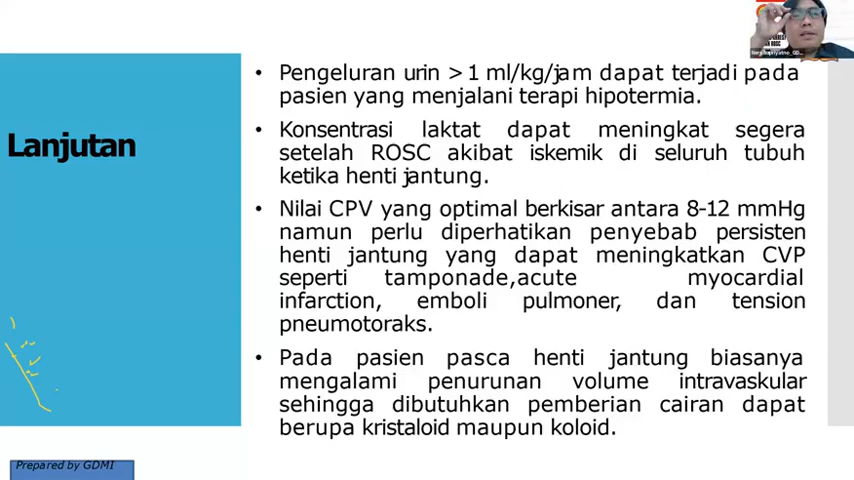 Lanjutan
• Pengeluran urin > 1 ml/kg/jam dapat terjadi pada
pasien yang menjalani terapi hipotermia.
• Konsentrasi laktat dapat meningkat segera
setelah ROSC akibat iskemik di seluruh tubuh
ketika henti jantung.
• Nilai CPV yang optimal berkisar antara 8-12 mmHg
namun perlu diperhatikan penyebab persisten
henti jantung yang dapat meningkatkan CVP
seperti tamponade,acute myocardial
infarction, emboli pulmoner, dan tension
pneumotoraks.
• Pada pasien pasca henti jantung biasanya
mengalami penurunan volume intravaskular
sehingga dibutuhkan pemberian cairan dapat
berupa kristaloid maupun koloid.
Prepared by GDMI